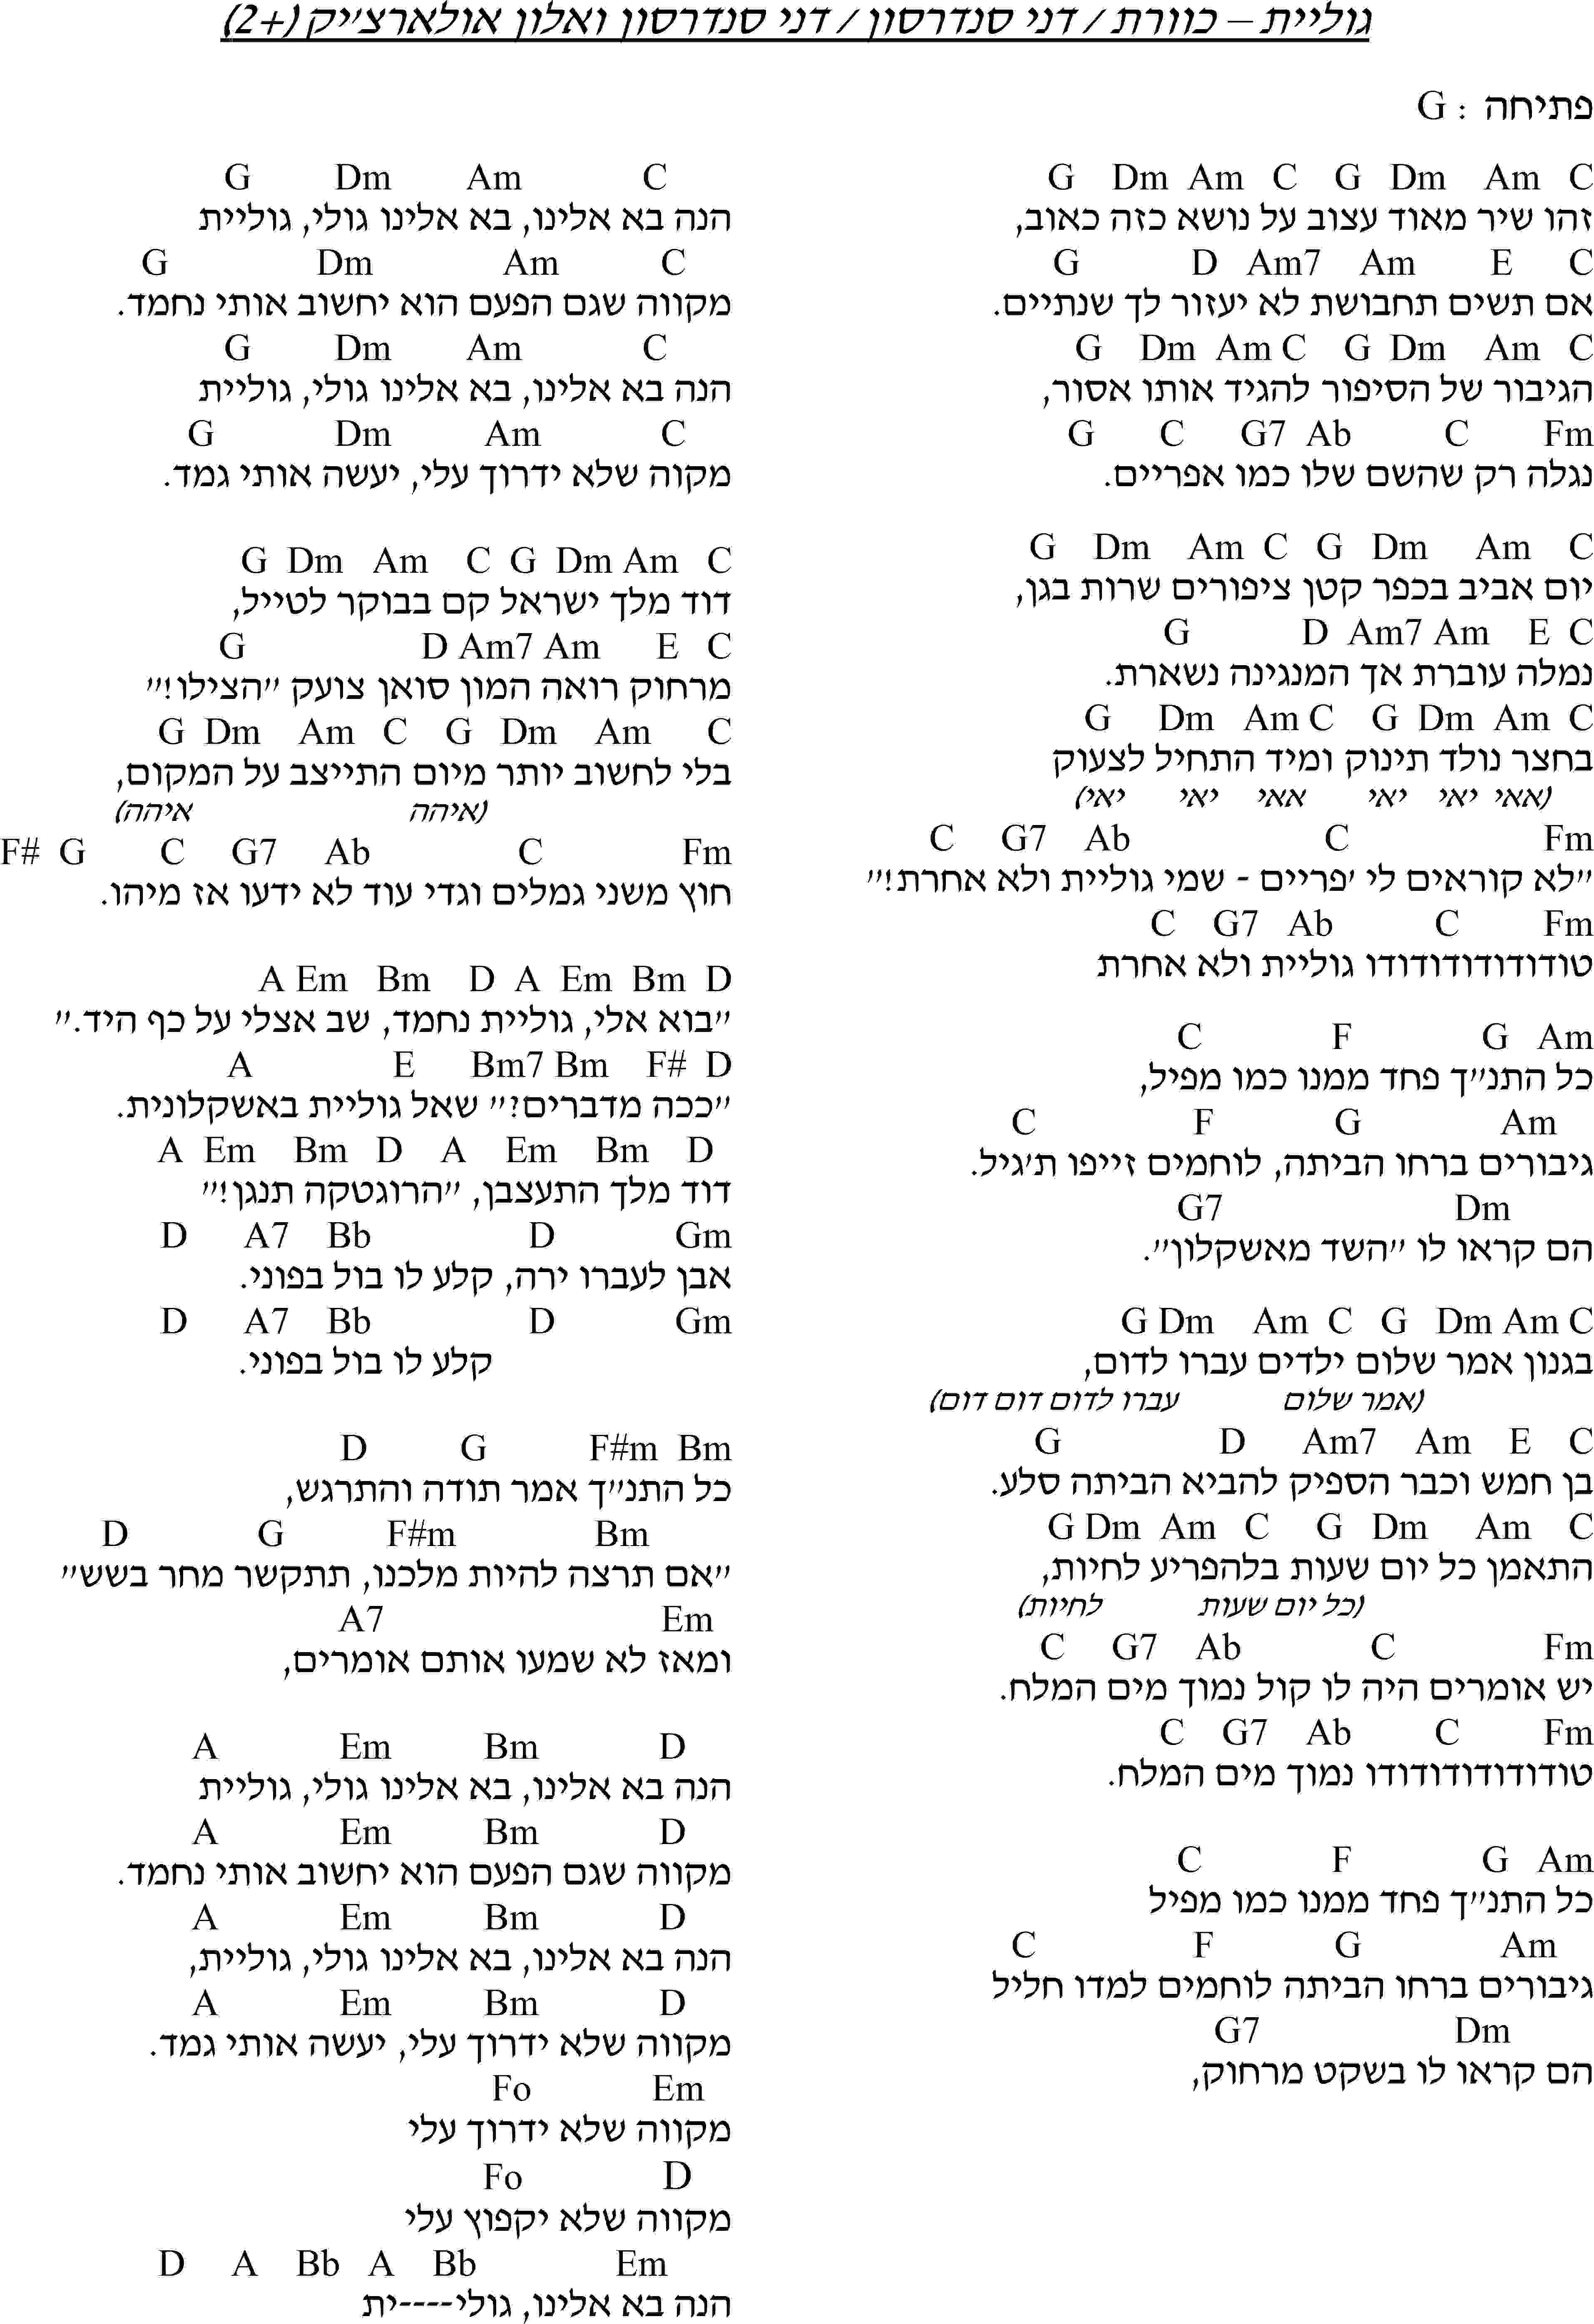 גוליית – כוורת / דני סנדרסון / דני סנדרסון ואלון אולארצ'יק (+2)
פתיחה : G
G Dm Am C G Dm Am C
זהו שיר מאוד עצוב על נושא כזה כאוב,
G D Am7 Am E C
אם תשים תחבושת לא יעזור לך שנתיים.
G Dm Am C G Dm Am C
הגיבור של הסיפור להגיד אותו אסור,
G C G7 Ab C Fm
נגלה רק שהשם שלו כמו אפריים.
G Dm Am C G Dm Am C
יום אביב בכפר קטן ציפורים שרות בגן,
G D Am7 Am E C
נמלה עוברת אך המנגינה נשארת.
G Dm Am C G Dm Am C
בחצר נולד תינוק ומיד התחיל לצעוק
(אאי יאי יאי אאי יאי יאי)
C G7 Ab C Fm
"לא קוראים לי 'פריים - שמי גוליית ולא אחרת!"
C G7 Ab C Fm
טודודודודודודו גוליית ולא אחרת
C F G Am
כל התנ"ך פחד ממנו כמו מפיל,
C F G Am
גיבורים ברחו הביתה, לוחמים זייפו ת'גיל.
G7 Dm
הם קראו לו "השד מאשקלון".
G Dm Am C G Dm Am C
בגנון אמר שלום ילדים עברו לדום,
(אמר שלום עברו לדום דום דום)
G D Am7 Am E C
בן חמש וכבר הספיק להביא הביתה סלע.
G Dm Am C G Dm Am C
התאמן כל יום שעות בלהפריע לחיות,
(כל יום שעות לחיות)
C G7 Ab C Fm
יש אומרים היה לו קול נמוך מים המלח.
C G7 Ab C Fm
טודודודודודודו נמוך מים המלח.
C F G Am
כל התנ"ך פחד ממנו כמו מפיל
C F G Am
גיבורים ברחו הביתה לוחמים למדו חליל
G7 Dm
הם קראו לו בשקט מרחוק,
G Dm Am C
הנה בא אלינו, בא אלינו גולי, גוליית
G Dm Am C
מקווה שגם הפעם הוא יחשוב אותי נחמד.
G Dm Am C
הנה בא אלינו, בא אלינו גולי, גוליית
G Dm Am C
מקוה שלא ידרוך עלי, יעשה אותי גמד.
G Dm Am C G Dm Am C
דוד מלך ישראל קם בבוקר לטייל,
G D Am7 Am E C
מרחוק רואה המון סואן צועק "הצילו!"
G Dm Am C G Dm Am C
בלי לחשוב יותר מיום התייצב על המקום,
(איהה איהה)
F# G C G7 Ab C Fm
חוץ משני גמלים וגדי עוד לא ידעו אז מיהו.
A Em Bm D A Em Bm D
"בוא אלי, גוליית נחמד, שב אצלי על כף היד."
A E Bm7 Bm F# D
"ככה מדברים?" שאל גוליית באשקלונית.
A Em Bm D A Em Bm D
דוד מלך התעצבן, "הרוגטקה תנגן!"
D A7 Bb D Gm
אבן לעברו ירה, קלע לו בול בפוני.
D A7 Bb D Gm
קלע לו בול בפוני.
D G F#m Bm
כל התנ"ך אמר תודה והתרגש,
D G F#m Bm
"אם תרצה להיות מלכנו, תתקשר מחר בשש"
A7 Em
ומאז לא שמעו אותם אומרים,
A Em Bm D
הנה בא אלינו, בא אלינו גולי, גוליית
A Em Bm D
מקווה שגם הפעם הוא יחשוב אותי נחמד.
A Em Bm D
הנה בא אלינו, בא אלינו גולי, גוליית,
A Em Bm D
מקווה שלא ידרוך עלי, יעשה אותי גמד.
Fo Em
מקווה שלא ידרוך עלי
Fo D
מקווה שלא יקפוץ עלי
D A Bb A Bb Em
הנה בא אלינו, גולי----ית